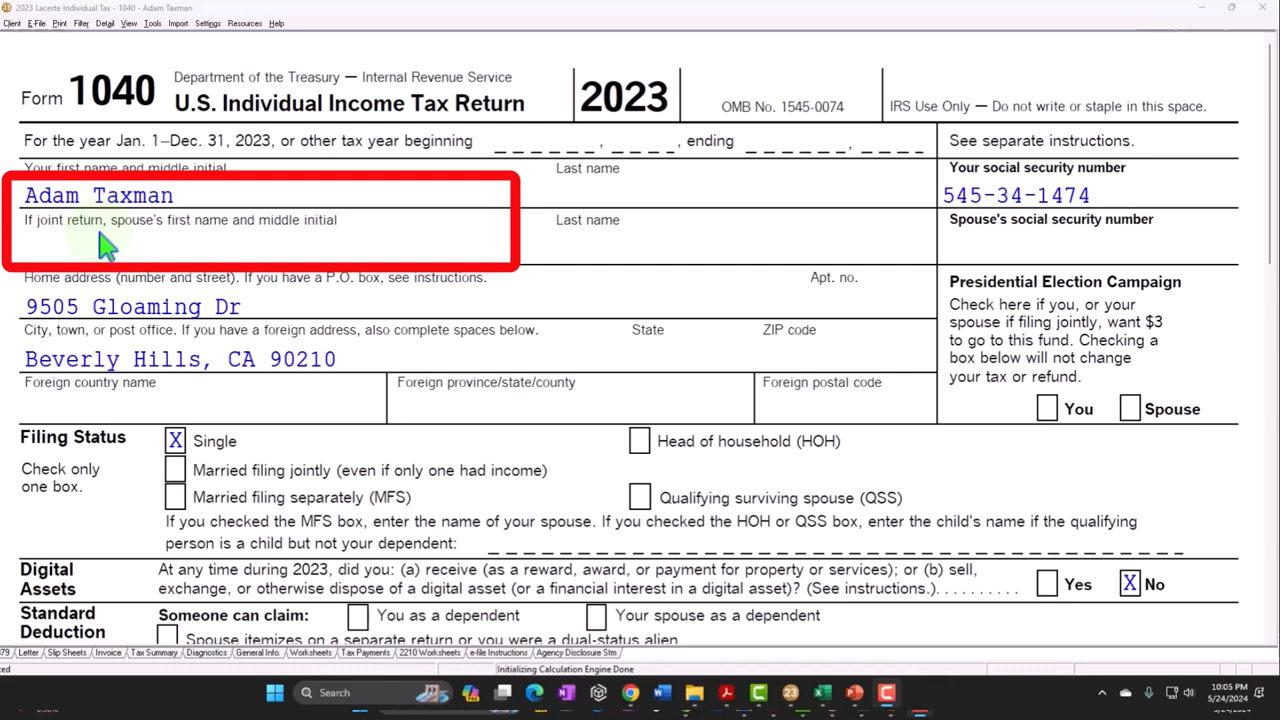 2023 Lacerte Individual Tax - 1040 - Adam Taxman
Client E-File Print Filter Detail View Tools Import Settings Resources Help
Form 1040 Department of the Treasury — Internal Revenue Service
U.S. Individual Income Tax Return 2023 OMB No. 1545-0074 IRS Use Only — Do not write or staple in this space.
For the year Jan. 1–Dec. 31, 2023, or other tax year beginning , ending , See separate instructions.
Your first name and middle initial Last name Your social security number
Adam Taxman 545-34-1474
If joint return, spouse's first name and middle initial Last name Spouse's social security number
Home address (number and street). If you have a P.O. box, see instructions. Apt. no.
9505 Gloaming Dr
City, town, or post office. If you have a foreign address, also complete spaces below. State ZIP code
Beverly Hills, CA 90210
Foreign country name Foreign province/state/county Foreign postal code
Presidential Election Campaign
Check here if you, or your
spouse if filing jointly, want $3
to go to this fund. Checking a
box below will not change
your tax or refund.
You Spouse
Filing Status X Single Head of household (HOH)
Check only Married filing jointly (even if only one had income)
one box. Married filing separately (MFS) Qualifying surviving spouse (QSS)
If you checked the MFS box, enter the name of your spouse. If you checked the HOH or QSS box, enter the child's name if the qualifying
person is a child but not your dependent:
Digital At any time during 2023, did you: (a) receive (as a reward, award, or payment for property or services); or (b) sell,
Assets exchange, or otherwise dispose of a digital asset (or a financial interest in a digital asset)? (See instructions.). . . . . . . . . . Yes X No
Standard Someone can claim: You as a dependent Your spouse as a dependent
Deduction Spouse itemizes on a separate return or you were a dual-status alien
879 Letter Slip Sheets Invoice Tax Summary Diagnostics General Info. Worksheets Tax Payments 2210 Worksheets e-file Instructions Agency Disclosure Stm
Initializing Calculation Engine Done
Search
10:05 PM
5/24/2024